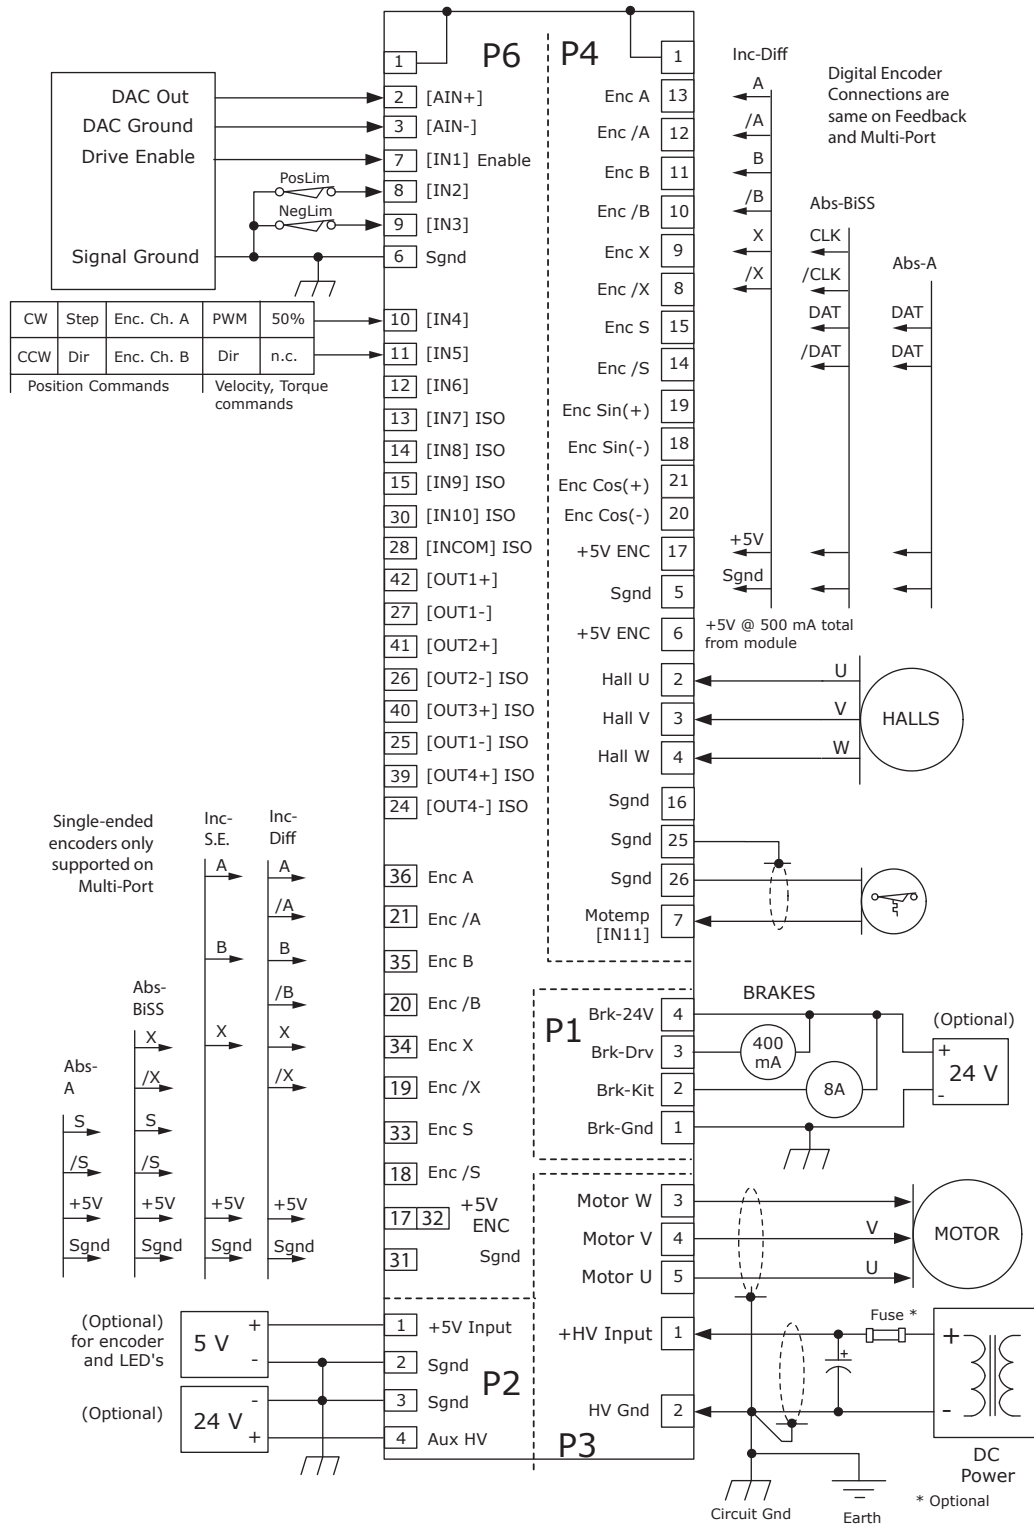 P6
P4
1
1
Inc-Diff
Digital Encoder
Connections are
same on Feedback
and Multi-Port
DAC Out
2 [AIN+]
DAC Ground
3 [AIN-]
Drive Enable
7 [IN1] Enable
PosLim
8 [IN2]
NegLim
9 [IN3]
Signal Ground
6 Sgnd
CW Step Enc. Ch. A PWM 50%
10 [IN4]
CCW Dir Enc. Ch. B Dir n.c.
11 [IN5]
Position Commands
Velocity, Torque
commands
12 [IN6]
13 [IN7] ISO
14 [IN8] ISO
15 [IN9] ISO
30 [IN10] ISO
28 [INCOM] ISO
42 [OUT1+]
27 [OUT1-]
41 [OUT2+]
26 [OUT2-] ISO
40 [OUT3+] ISO
25 [OUT1-] ISO
39 [OUT4+] ISO
24 [OUT4-] ISO
Enc A 13 A
Enc /A 12 /A
Enc B 11 B
Enc /B 10 /B
Abs-BiSS
Enc X 9 X CLK
Abs-A
Enc /X 8 /X /CLK
Enc S 15 DAT DAT
Enc /S 14 /DAT DAT
Enc Sin(+) 19
Enc Sin(-) 18
Enc Cos(+) 21
Enc Cos(-) 20
+5V ENC 17 +5V
Sgnd 5 Sgnd
+5V ENC 6
+5V @ 500 mA total
from module
Hall U 2 U
Hall V 3 V
HALLS
Hall W 4 W
Sgnd 16
Sgnd 25
Sgnd 26
Motemp
[IN11]
7
Single-ended
encoders only
supported on
Multi-Port
Inc-
S.E.
Inc-
Diff
A A
36 Enc A
/A
21 Enc /A
B B
35 Enc B
Abs-
BiSS
/B
20 Enc /B
X X X
34 Enc X
Abs-
A
/X /X
19 Enc /X
S S
33 Enc S
/S /S
18 Enc /S
+5V +5V +5V +5V
17 32 +5V
ENC
Sgnd Sgnd Sgnd Sgnd
31 Sgnd
P1
BRAKES
Brk-24V 4
(Optional)
Brk-Drv 3
400
mA
+
24 V
-
Brk-Kit 2
8A
Brk-Gnd 1
Motor W 3
Motor V 4 V
MOTOR
Motor U 5 U
(Optional)
for encoder
and LED's
5 V
+
-
1 +5V Input
2 Sgnd
P2
(Optional)
24 V
-
+
3 Sgnd
4 Aux HV
+HV Input 1
Fuse *
+
+
HV Gnd 2
-
P3
DC
Power
* Optional
Circuit Gnd
Earth